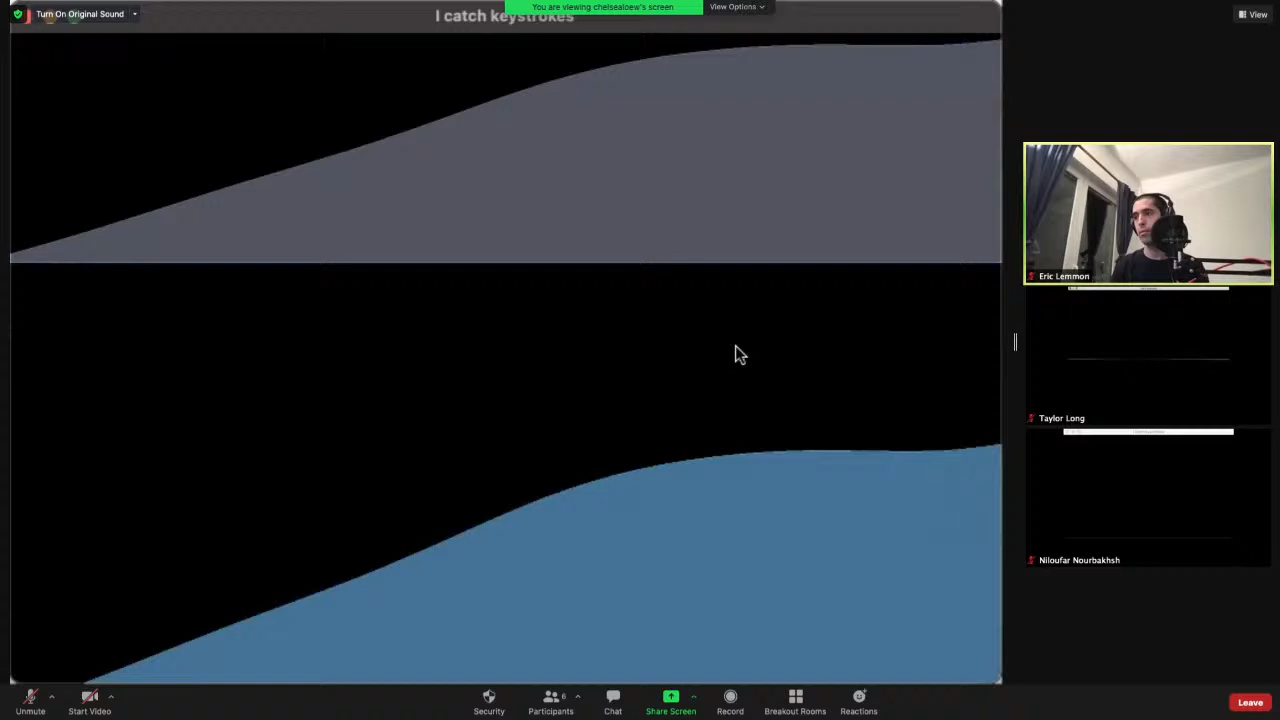 Turn On Original Sound
I catch keystrokes
You are viewing chelsealoew's screen
View Options
View
Eric Lemmon
Taylor Long
Niloufar Nourbakhsh
Unmute
Start Video
Security
Participants
6
Chat
Share Screen
Record
Breakout Rooms
Reactions
Leave